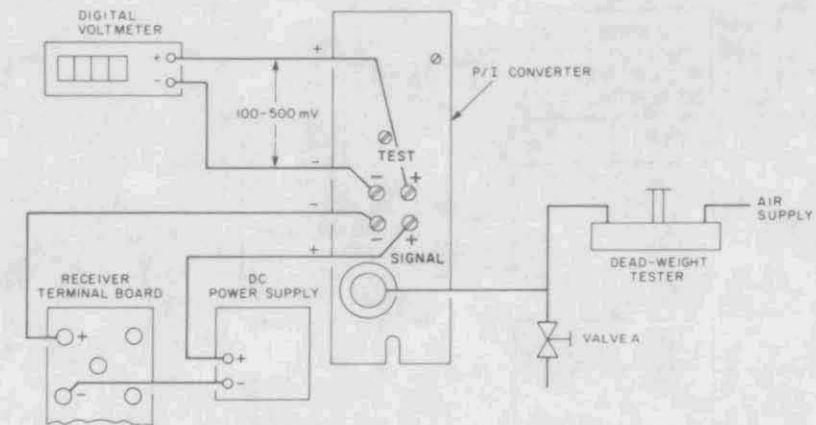 DIGITAL
VOLTMETER
+
-
100-500 mV
+
-
P/I CONVERTER
TEST
- +
- +
SIGNAL
-
+
AIR
SUPPLY
DEAD-WEIGHT
TESTER
RECEIVER
TERMINAL BOARD
+
-
D.C.
POWER SUPPLY
+
-
VALVE A